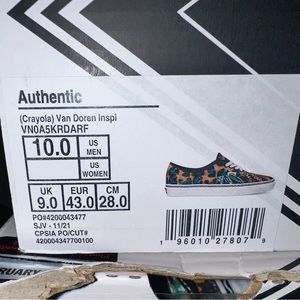 Authentic
(Crayola) Van Doren Inspi
VN0A5KRDARF
10.0 US MEN US WOMEN
UK EUR CM
9.0 43.0 28.0
PO#4200043477
SJV - 11/21
CPSIA PO/CUT#
420004347700100
1 96010 27807 9
RUARY